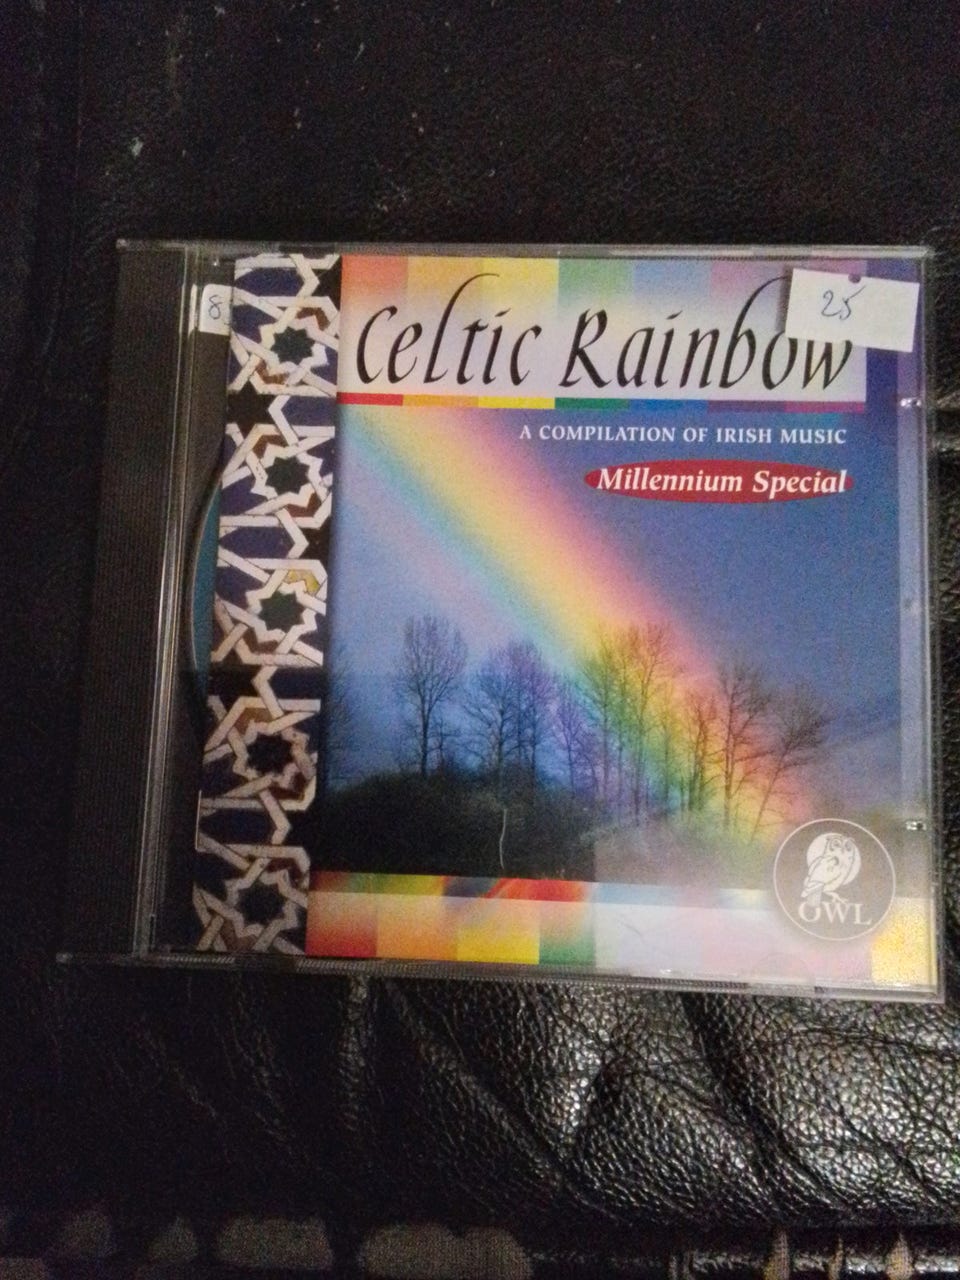 8
25
Celtic Rainbow
A COMPILATION OF IRISH MUSIC
Millennium Special
OWL